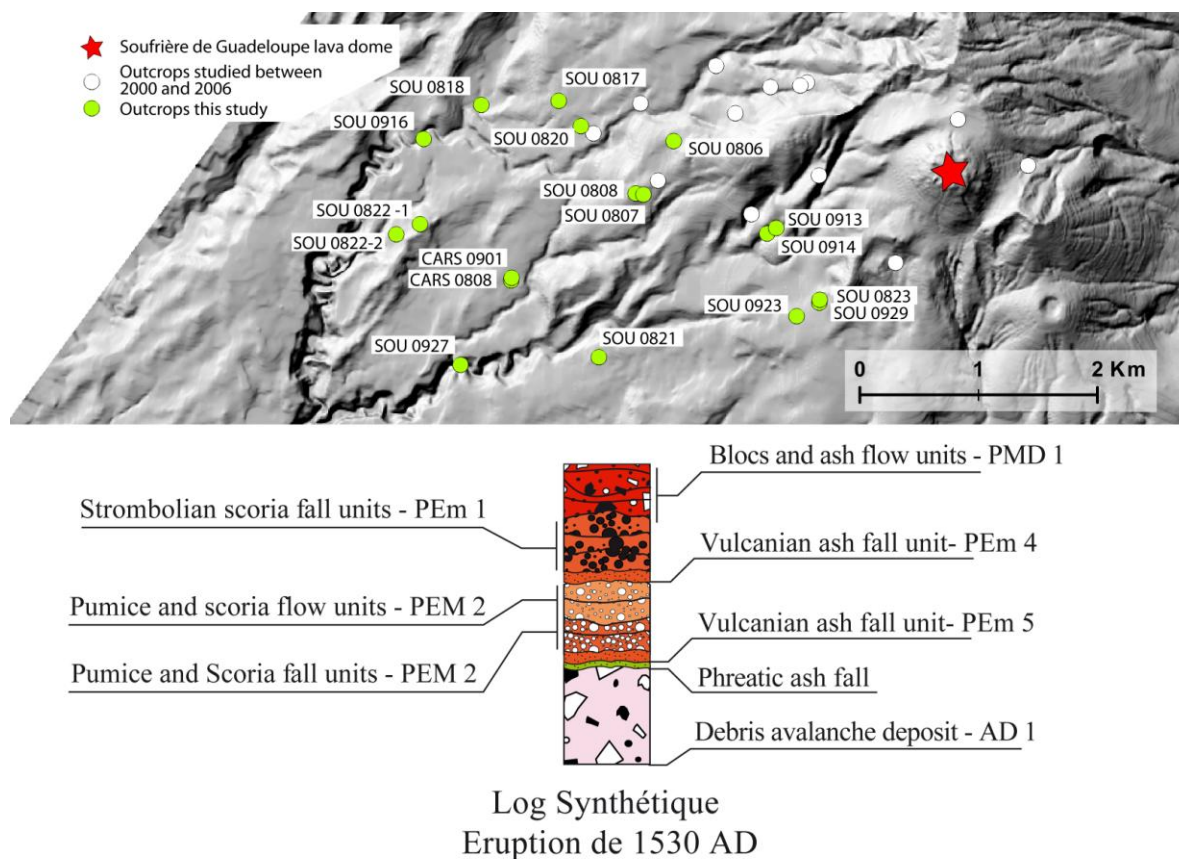 Soufrière de Guadeloupe lava dome
Outcrops studied between
2000 and 2006
Outcrops this study
SOU 0817
SOU 0818
SOU 0916
SOU 0820
SOU 0806
SOU 0808
SOU 0807
SOU 0822 -1
SOU 0822-2
SOU 0913
SOU 0914
CARS 0901
CARS 0808
SOU 0823
SOU 0929
SOU 0923
SOU 0821
SOU 0927
0 1 2 Km
Blocs and ash flow units - PMD 1
Strombolian scoria fall units - PEm 1
Vulcanian ash fall unit- PEm 4
Pumice and scoria flow units - PEM 2
Vulcanian ash fall unit- PEm 5
Pumice and Scoria fall units - PEM 2
Phreatic ash fall
Debris avalanche deposit - AD 1
Log Synthétique
Eruption de 1530 AD